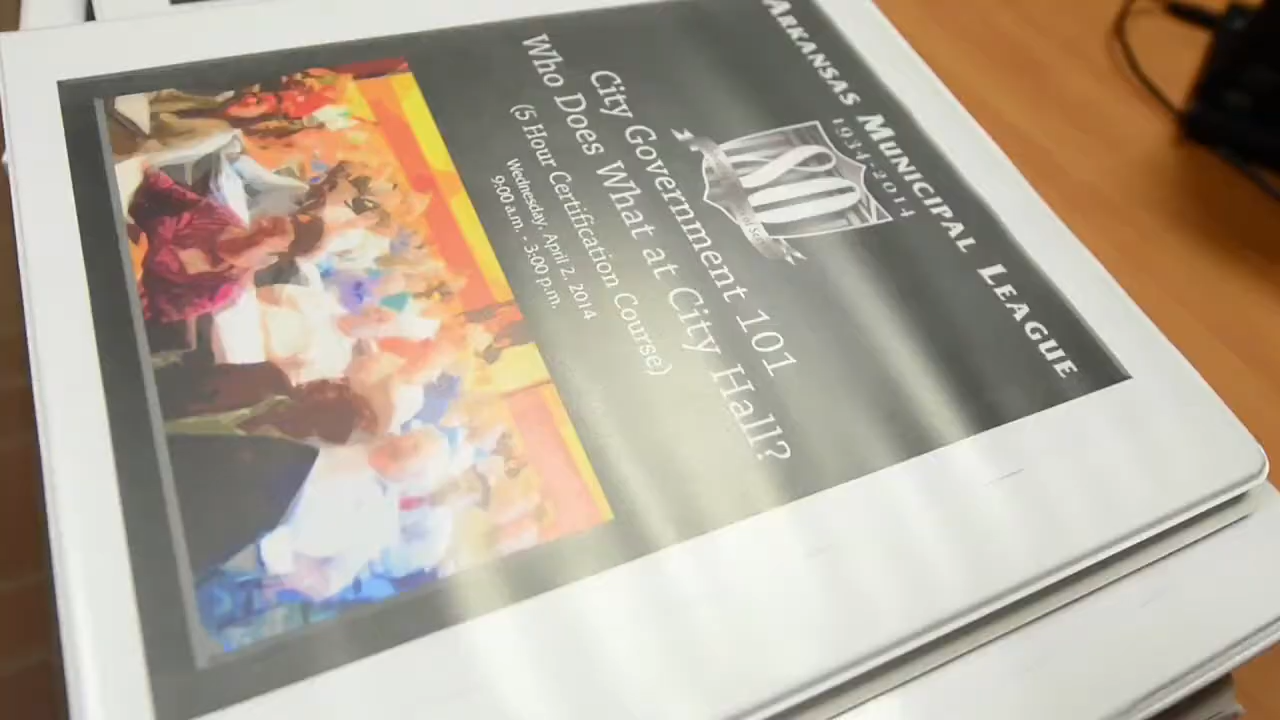 ARKANSAS MUNICIPAL LEAGUE
1934-2014
80
of
City Government 101
Who Does What at City Hall?
(5 Hour Certification Course)
Wednesday, April 2, 2014
9:00 a.m. - 3:00 p.m.